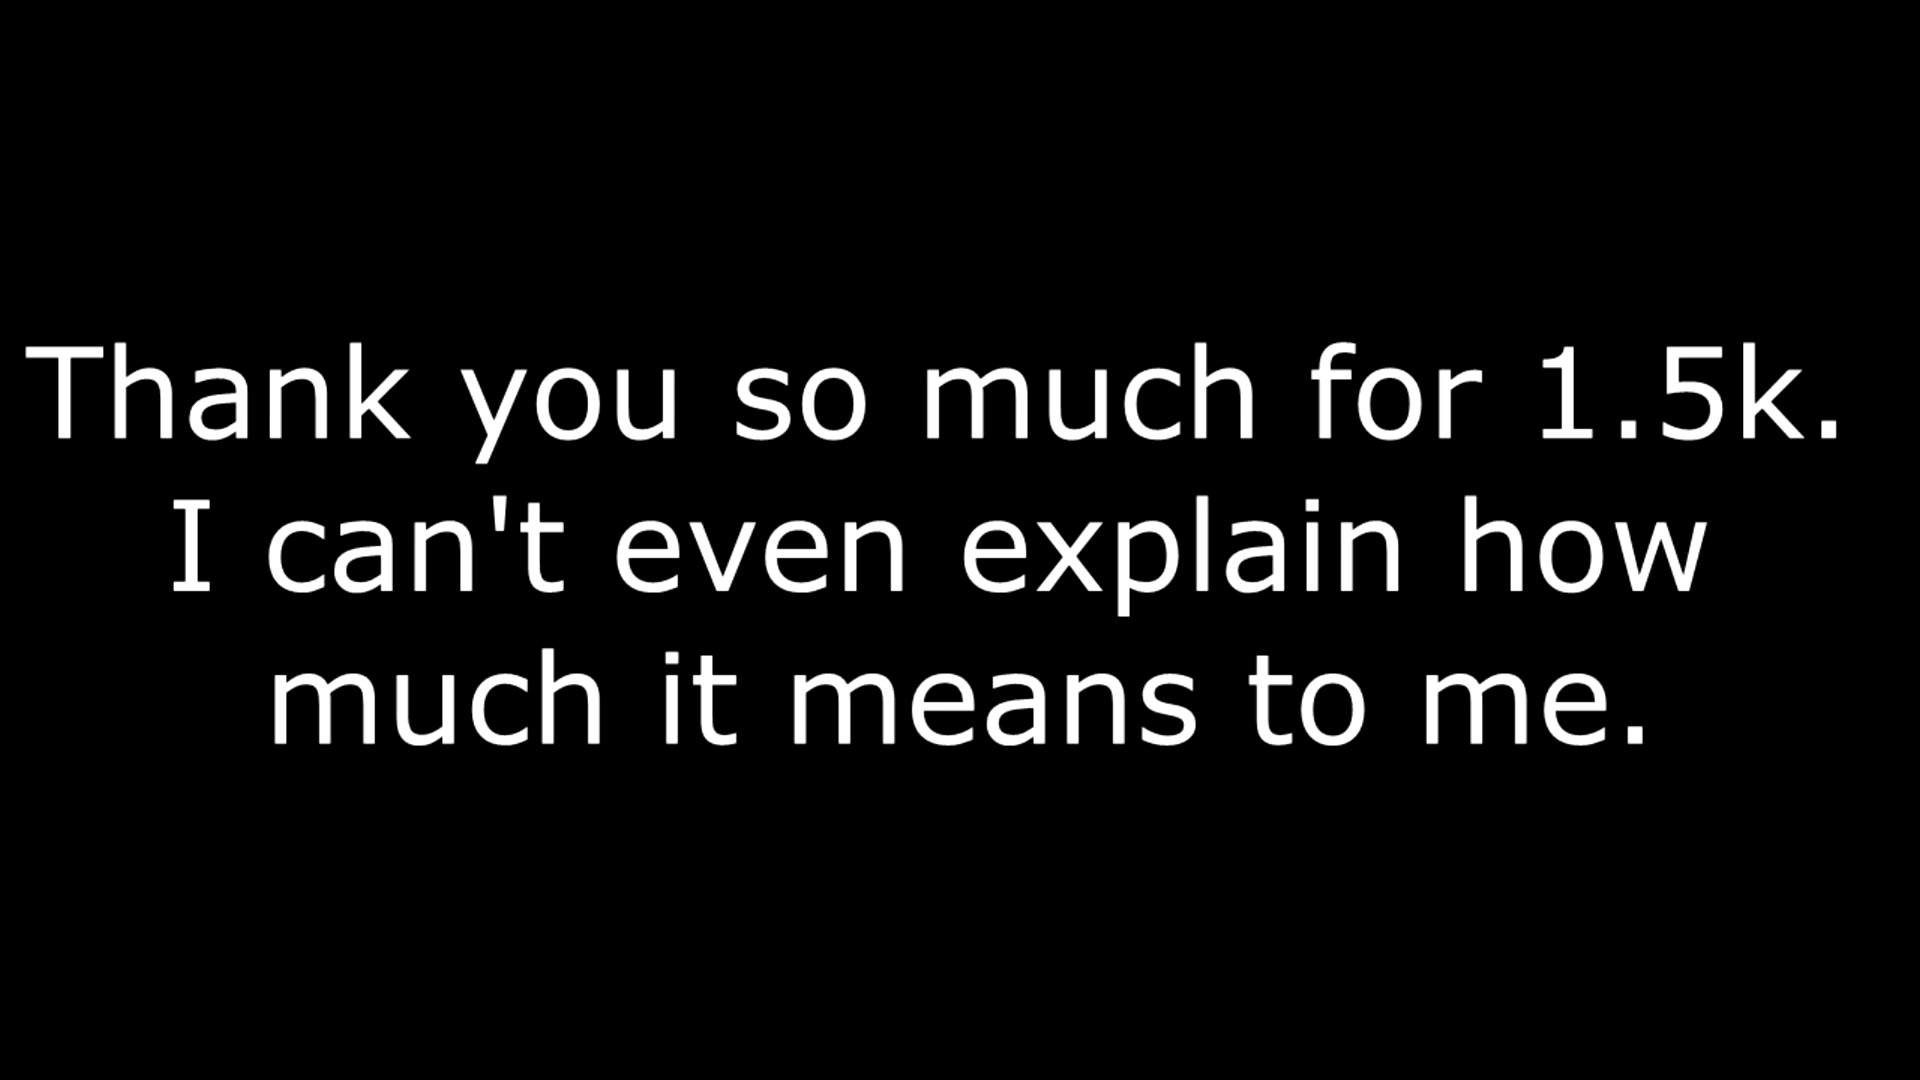 Thank you so much for 1.5k.
I can't even explain how
much it means to me.